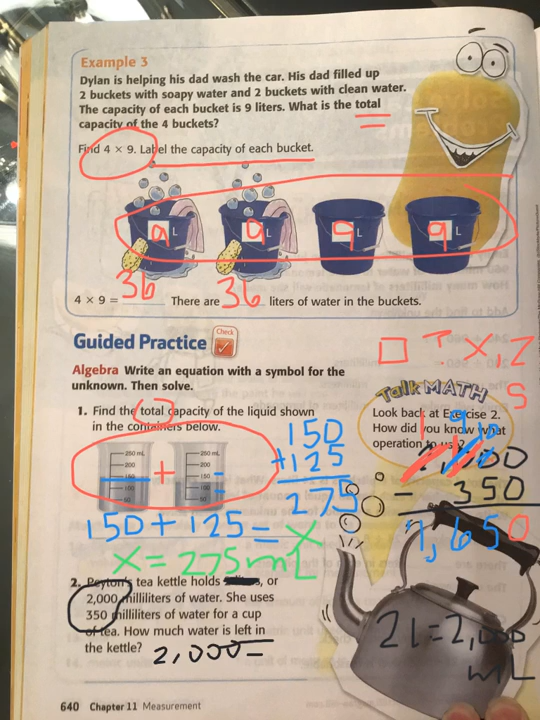 Example 3
Dylan is helping his dad wash the car. His dad filled up
2 buckets with soapy water and 2 buckets with clean water.
The capacity of each bucket is 9 liters. What is the total
capacity of the 4 buckets?
Find 4 × 9. Label the capacity of each bucket.
9 L 9 L 9 L 9 L
4 × 9 = 36 There are 36 liters of water in the buckets.
Guided Practice
Check
Algebra Write an equation with a symbol for the
unknown. Then solve.
□ ? X, Z
S
1. Find the total capacity of the liquid shown
in the containers below.
250 mL
200
150
100
50
+
250 mL
200
150
100
50
150
+125
275
150 + 125 = X
X = 275 mL
Talk MATH
Look back at Exercise 2.
How did you know what
operation to use?
9 10
2,000
- 350
1,650
2. Peyton's tea kettle holds or
2,000 milliliters of water. She uses
350 milliliters of water for a cup
of tea. How much water is left in
the kettle?
2,000-
2L=2,000
mL
640 Chapter 11 Measurement